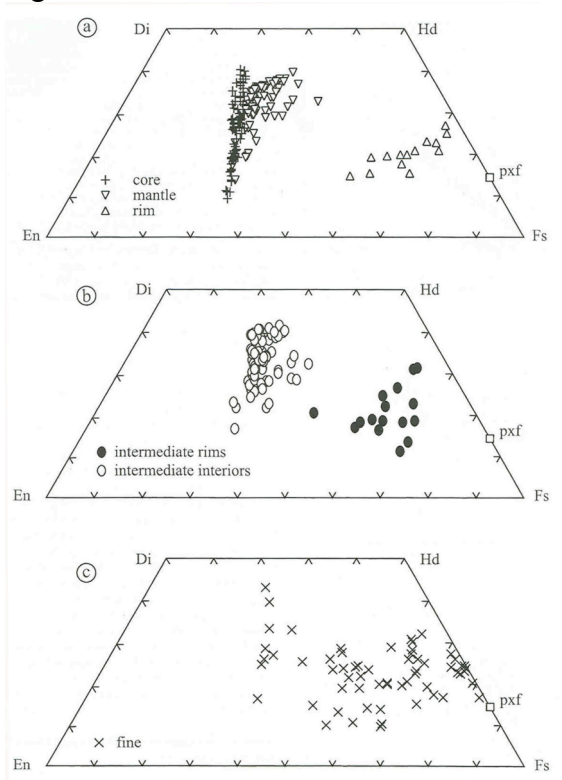 a
Di Hd
core
mantle
rim
pxf
En Fs
b
Di Hd
pxf
intermediate rims
intermediate interiors
En Fs
c
Di Hd
pxf
fine
En Fs